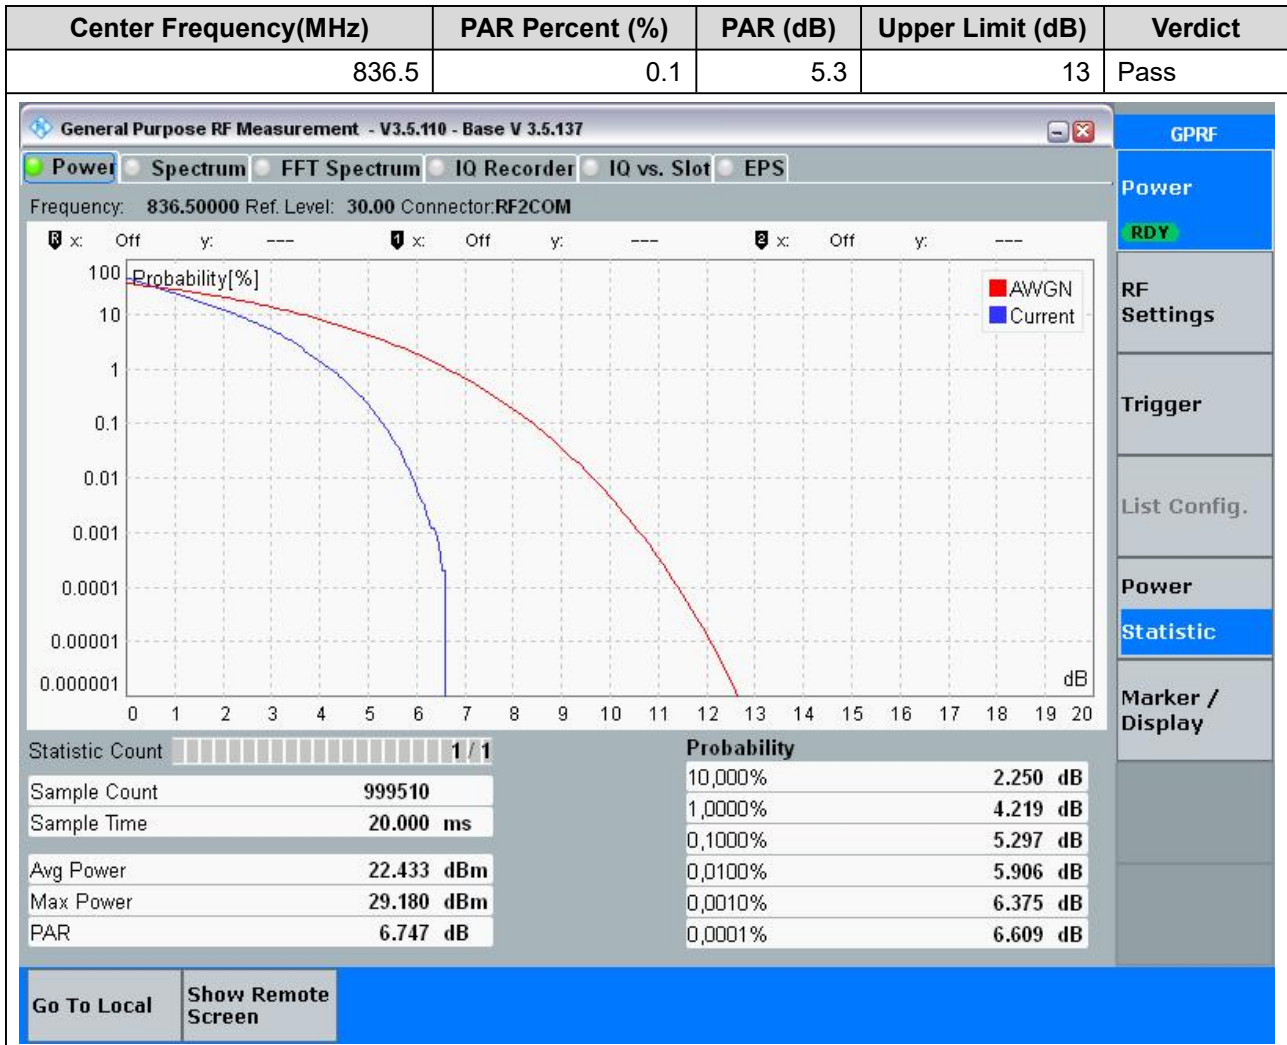 Center Frequency(MHz) PAR Percent (%) PAR (dB) Upper Limit (dB) Verdict
836.5 0.1 5.3 13 Pass
General Purpose RF Measurement - V3.5.110 - Base V 3.5.137
Power Spectrum FFT Spectrum IQ Recorder IQ vs. Slot EPS
Frequency: 836.50000 Ref. Level: 30.00 Connector:RF2COM
R x: Off y: --- 1 x: Off y: --- 2 x: Off y: ---
Probability[%]
100
10
1
0.1
0.01
0.001
0.0001
0.00001
0.000001
AWGN
Current
dB
0 1 2 3 4 5 6 7 8 9 10 11 12 13 14 15 16 17 18 19 20
Statistic Count 1 / 1
Sample Count 999510
Sample Time 20.000 ms
Avg Power 22.433 dBm
Max Power 29.180 dBm
PAR 6.747 dB
Probability
10,000% 2.250 dB
1,0000% 4.219 dB
0,1000% 5.297 dB
0,0100% 5.906 dB
0,0010% 6.375 dB
0,0001% 6.609 dB
GPRF
Power
RDY
RF
Settings
Trigger
List Config.
Power
Statistic
Marker /
Display
Go To Local
Show Remote
Screen